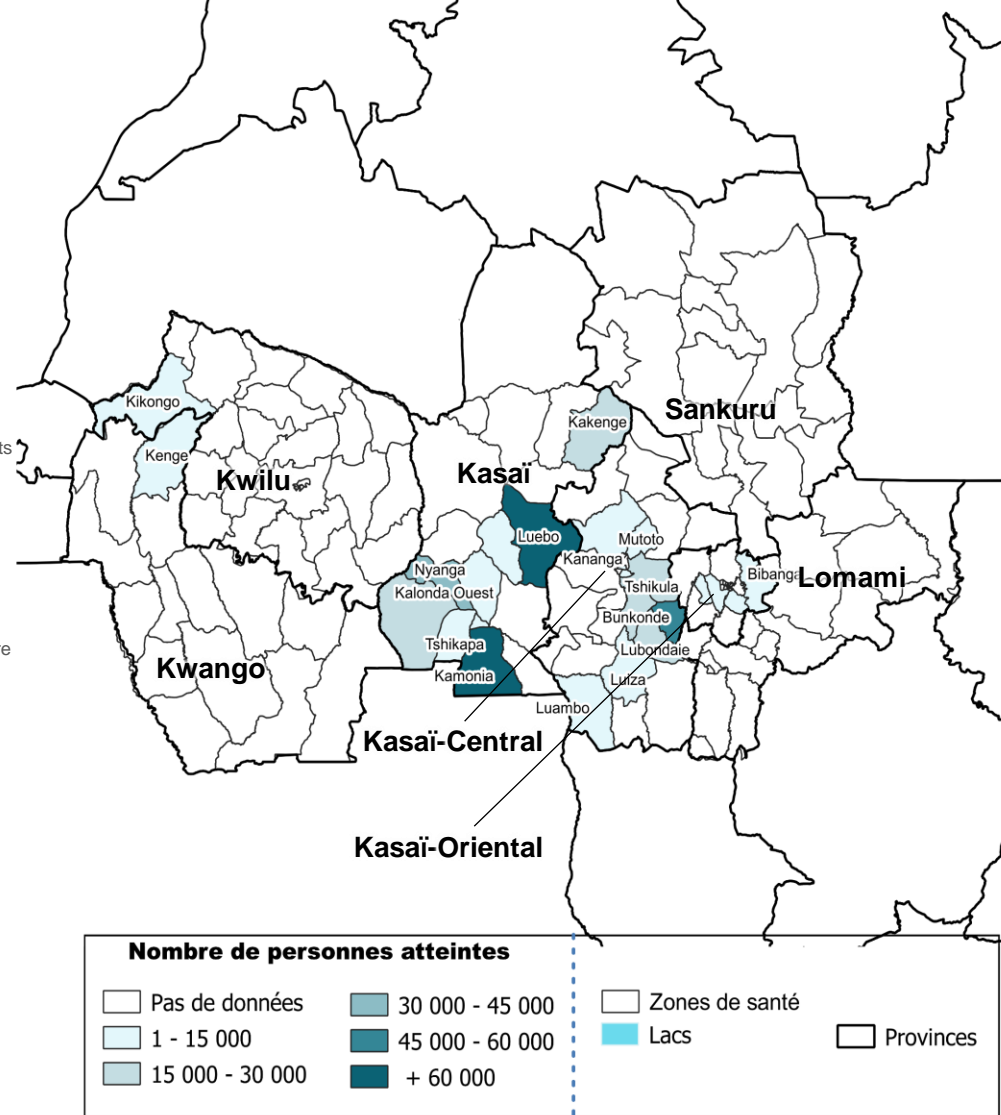 Kikongo
Sankuru
Kakenge
ts
Kenge
Kasaï
Kwilu
Luebo
Mutoto
Kananga
Nyanga
Bibanga
Lomami
Tshikula
Kalonda Ouest
Bunkonde
Tshikapa
re
Lubondaie
Kwango
Kamonia
Luiza
Luambo
Kasaï-Central
Kasaï-Oriental
Nombre de personnes atteintes
Pas de données
1 - 15 000
15 000 - 30 000
30 000 - 45 000
45 000 - 60 000
+ 60 000
Zones de santé
Lacs
Provinces